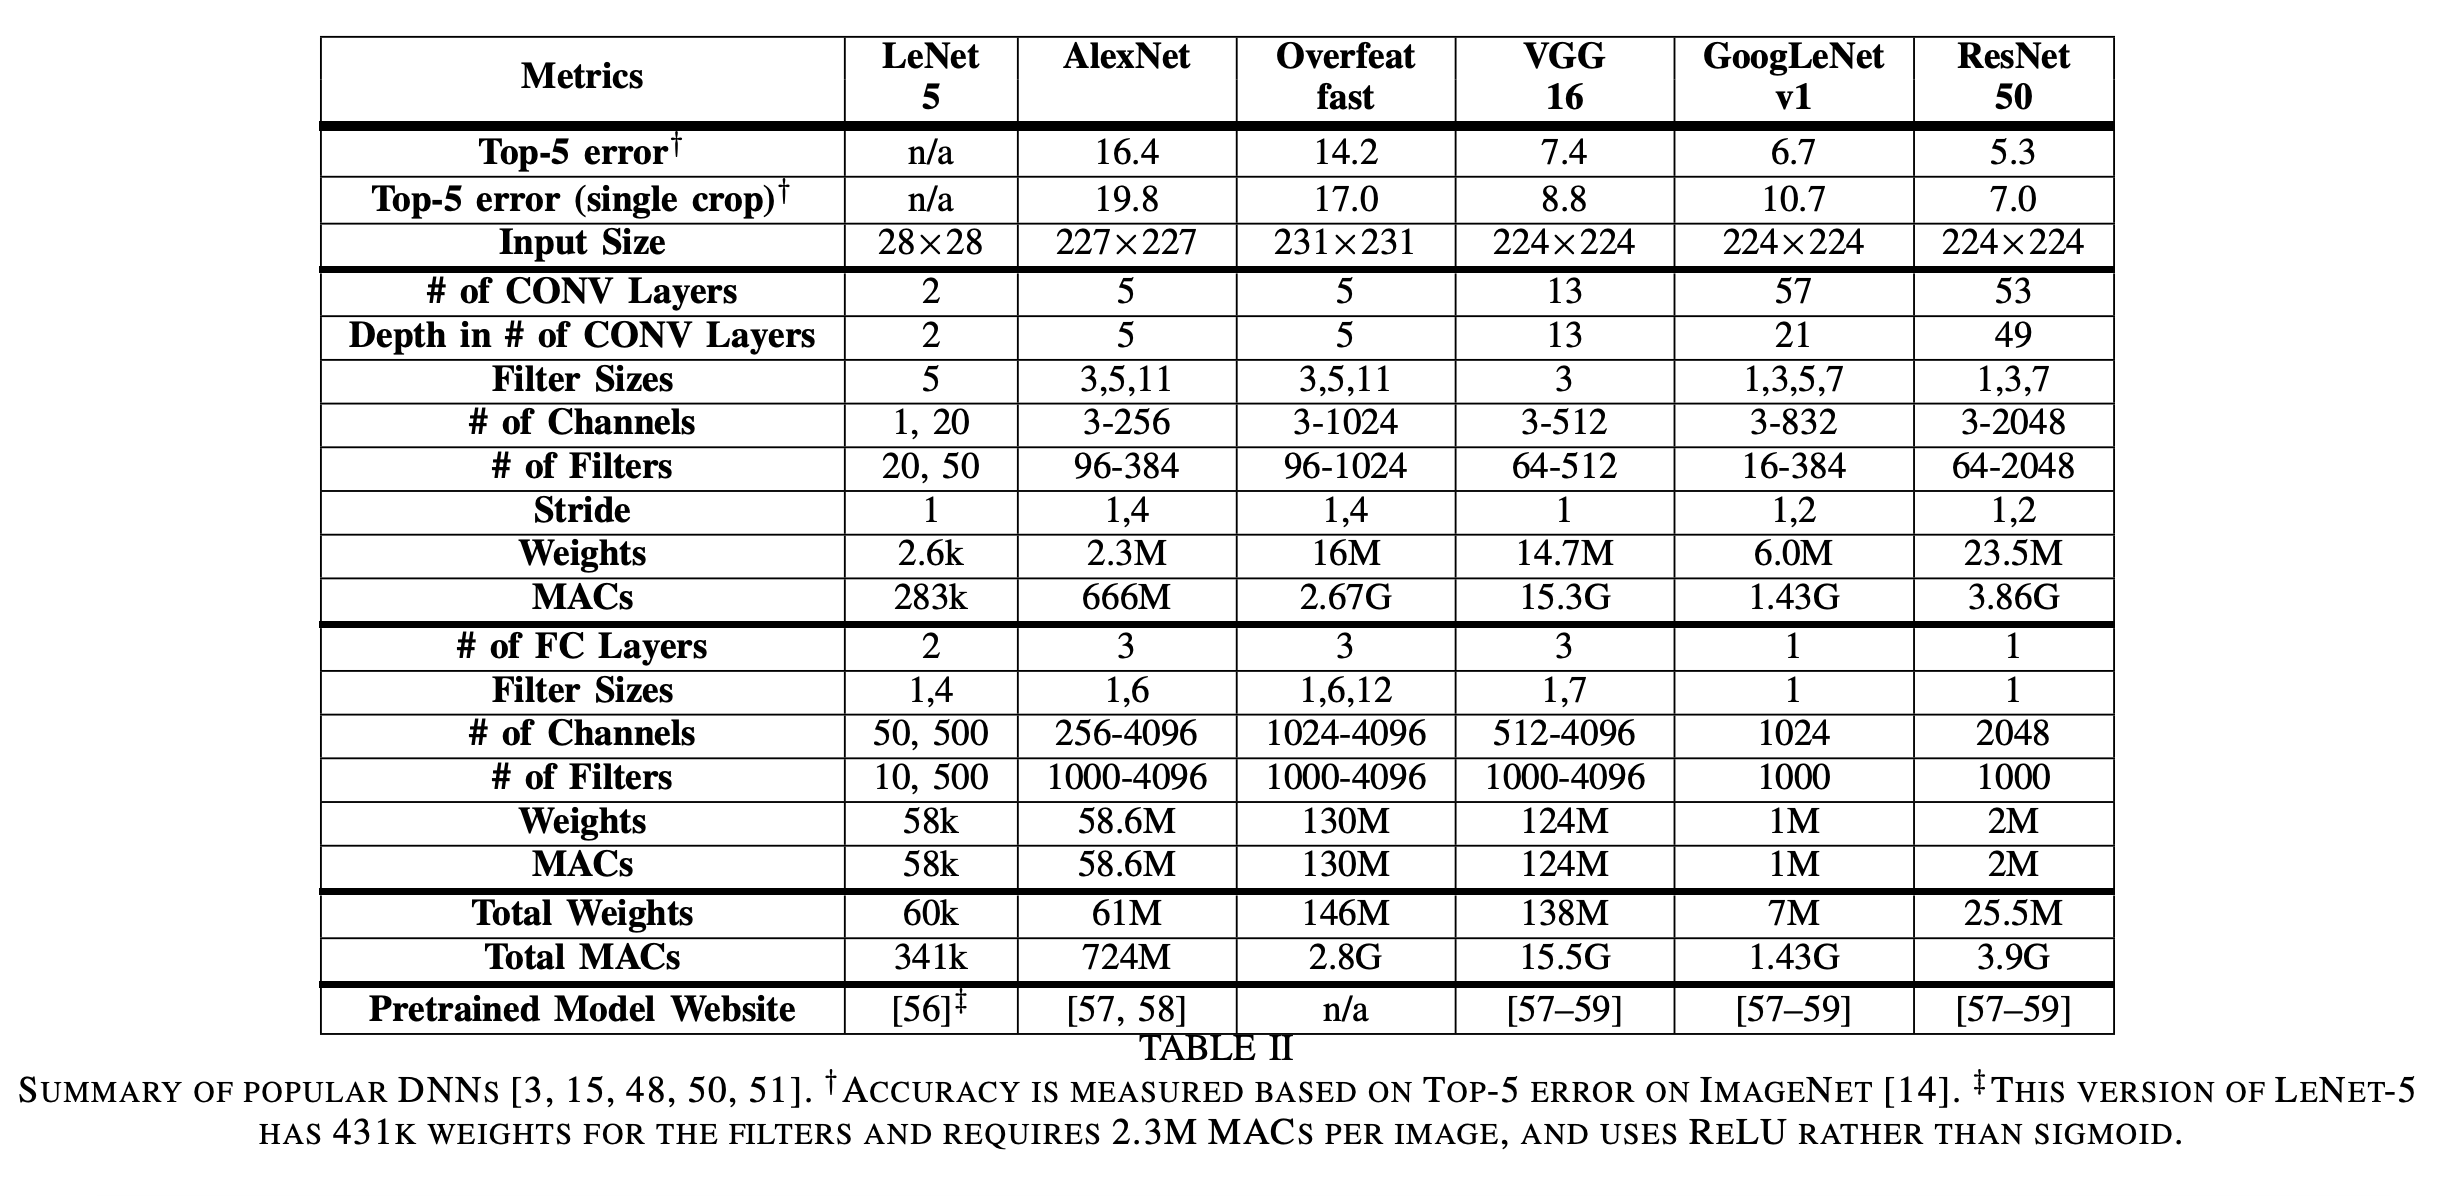 Metrics LeNet 5 AlexNet Overfeat fast VGG 16 GoogLeNet v1 ResNet 50
Top-5 error† n/a 16.4 14.2 7.4 6.7 5.3
Top-5 error (single crop)† n/a 19.8 17.0 8.8 10.7 7.0
Input Size 28×28 227×227 231×231 224×224 224×224 224×224
# of CONV Layers 2 5 5 13 57 53
Depth in # of CONV Layers 2 5 5 13 21 49
Filter Sizes 5 3,5,11 3,5,11 3 1,3,5,7 1,3,7
# of Channels 1, 20 3-256 3-1024 3-512 3-832 3-2048
# of Filters 20, 50 96-384 96-1024 64-512 16-384 64-2048
Stride 1 1,4 1,4 1 1,2 1,2
Weights 2.6k 2.3M 16M 14.7M 6.0M 23.5M
MACs 283k 666M 2.67G 15.3G 1.43G 3.86G
# of FC Layers 2 3 3 3 1 1
Filter Sizes 1,4 1,6 1,6,12 1,7 1 1
# of Channels 50, 500 256-4096 1024-4096 512-4096 1024 2048
# of Filters 10, 500 1000-4096 1000-4096 1000-4096 1000 1000
Weights 58k 58.6M 130M 124M 1M 2M
MACs 58k 58.6M 130M 124M 1M 2M
Total Weights 60k 61M 146M 138M 7M 25.5M
Total MACs 341k 724M 2.8G 15.5G 1.43G 3.9G
Pretrained Model Website [56]‡ [57, 58] n/a [57–59] [57–59] [57–59]
TABLE II
SUMMARY OF POPULAR DNNS [3, 15, 48, 50, 51]. †ACCURACY IS MEASURED BASED ON TOP-5 ERROR ON IMAGENET [14]. ‡THIS VERSION OF LENET-5
HAS 431K WEIGHTS FOR THE FILTERS AND REQUIRES 2.3M MACS PER IMAGE, AND USES RELU RATHER THAN SIGMOID.